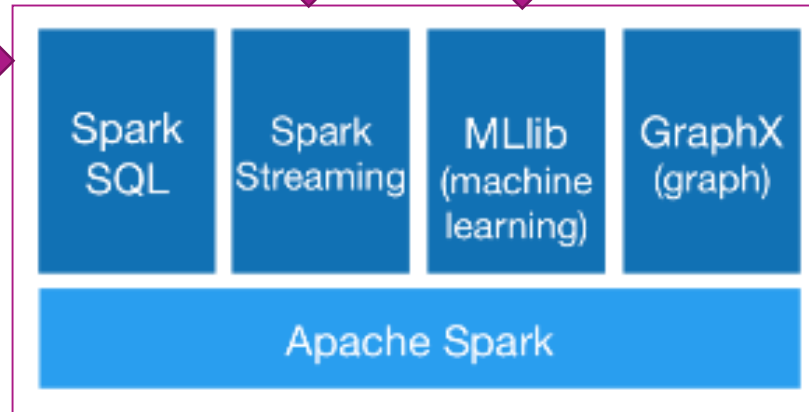 Spark
SQL
Spark
Streaming
MLlib
(machine
learning)
GraphX
(graph)
Apache Spark